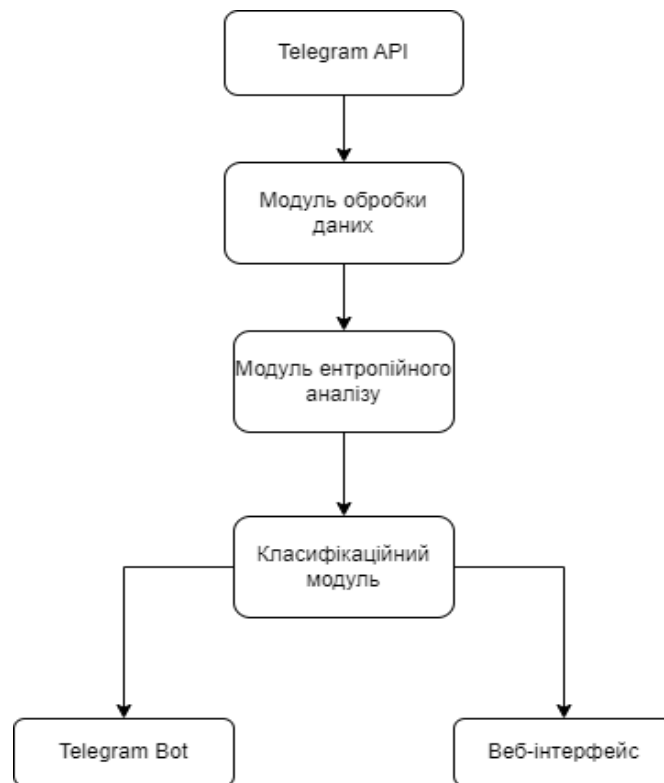 Telegram API
Модуль обробки
даних
Модуль ентропійного
аналізу
Класифікаційний
модуль
Telegram Bot
Веб-інтерфейс